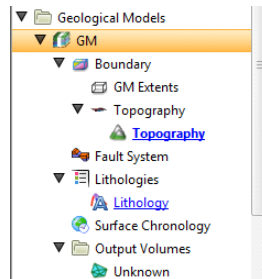 Geological Models
GM
Boundary
GM Extents
Topography
Topography
Fault System
Lithologies
Lithology
Surface Chronology
Output Volumes
Unknown